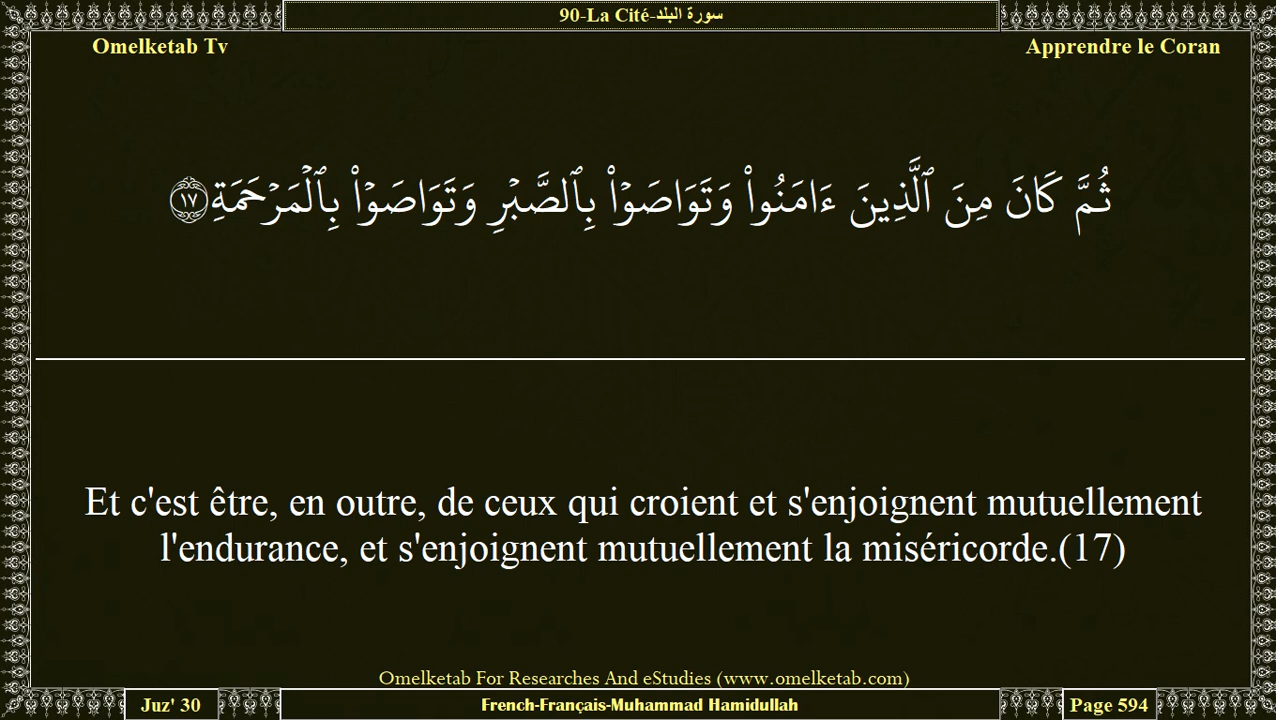 90-La Cité-سورة البلد
Omelketab Tv
Apprendre le Coran
ثُمَّ كَانَ مِنَ ٱلَّذِينَ ءَامَنُوا۟ وَتَوَاصَوْا۟ بِٱلصَّبْرِ وَتَوَاصَوْا۟ بِٱلْمَرْحَمَةِ ١٧
Et c'est être, en outre, de ceux qui croient et s'enjoignent mutuellement
l'endurance, et s'enjoignent mutuellement la miséricorde.(17)
Omelketab For Researches And eStudies (www.omelketab.com)
Juz' 30
French-Français-Muhammad Hamidullah
Page 594